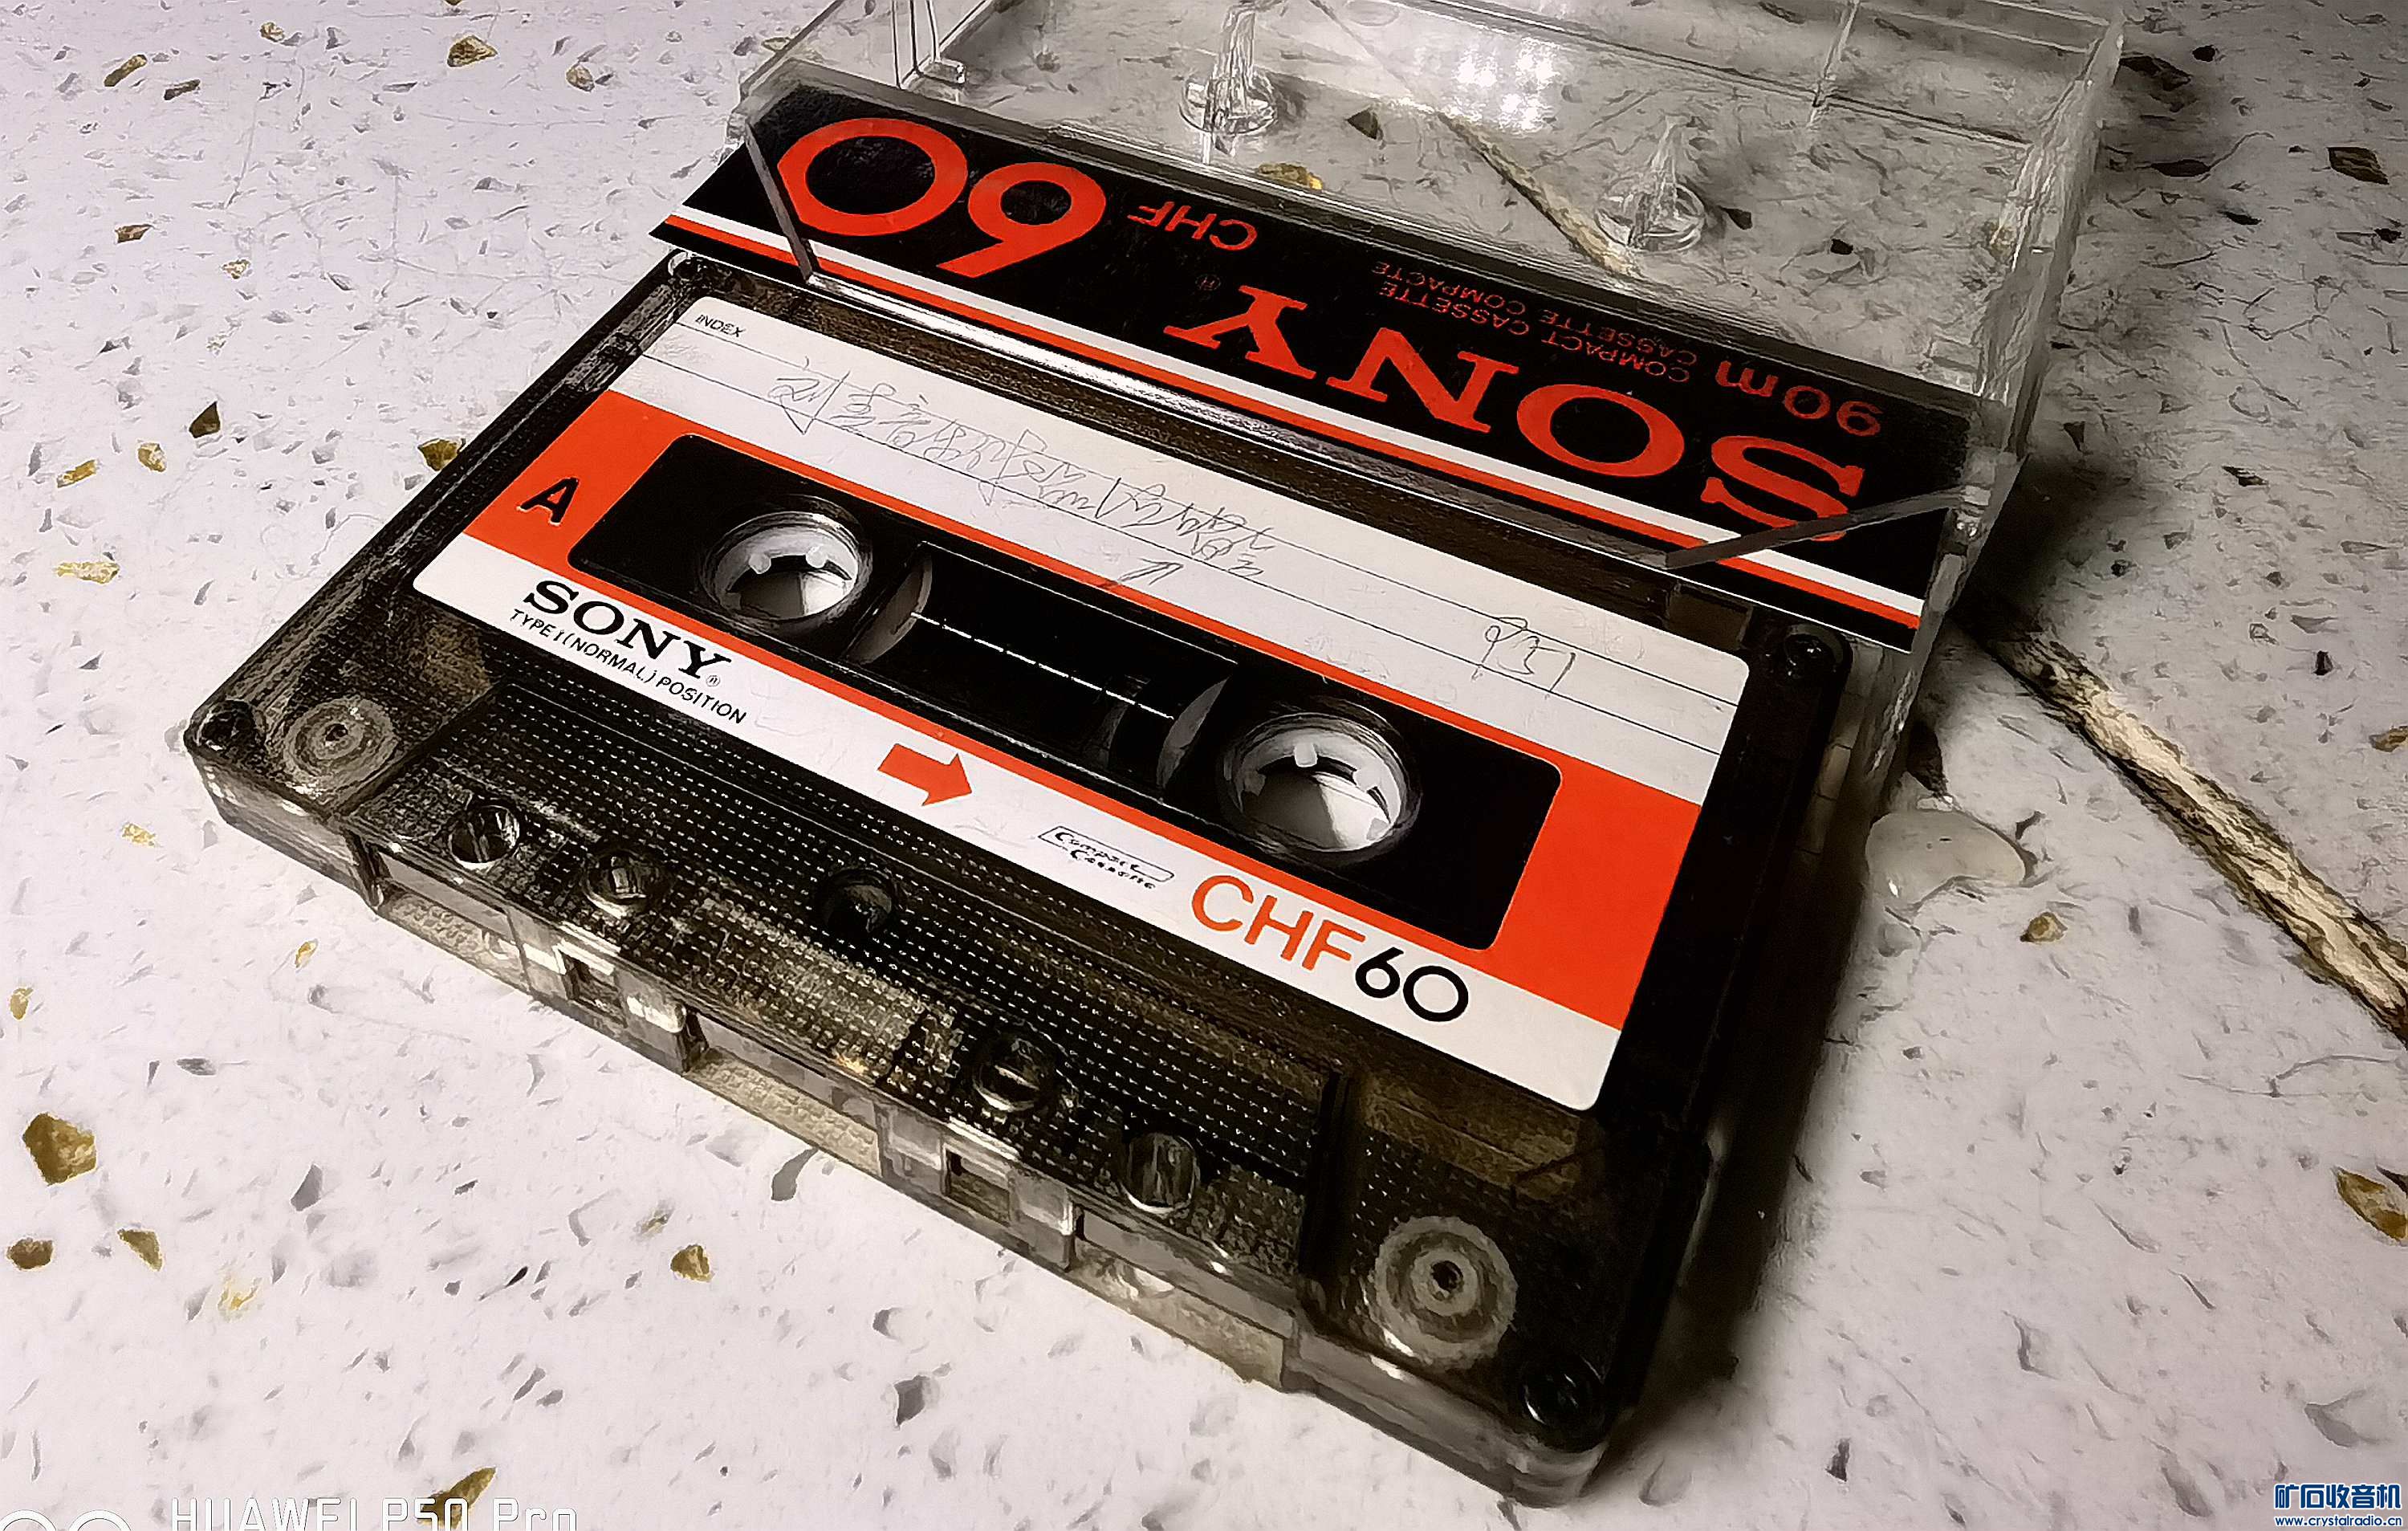 60
CHF
SONY®
COMPACT CASSETTE
CASSETTE COMPACTE
90m
INDEX
931
A
SONY®
TYPE I (NORMAL) POSITION
Compact
Cassette
CHF60
HUAWEI P50 Pro
矿石收音机
www.crystalradio.cn